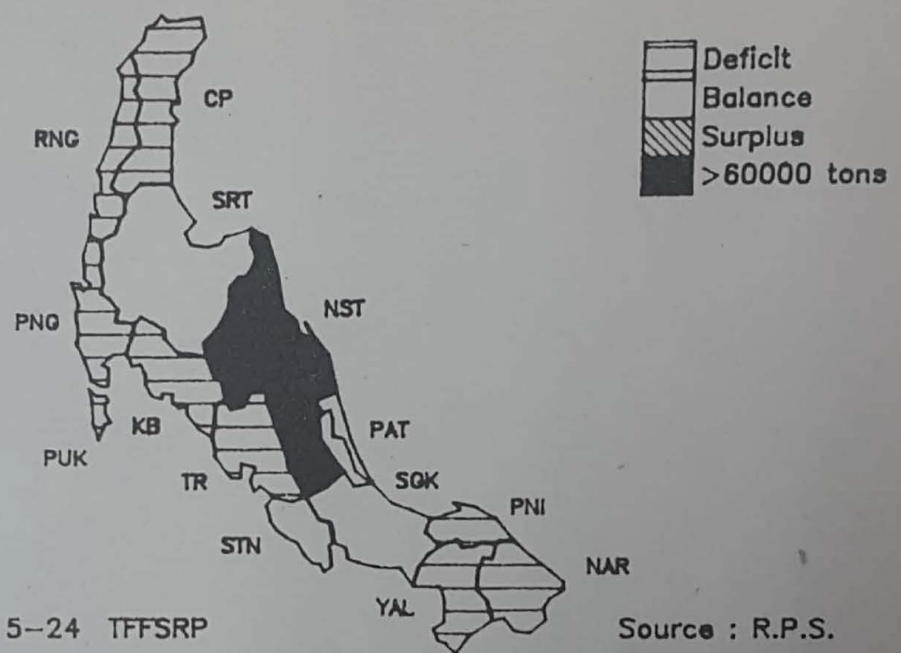 Deficit
Balance
Surplus
>60000 tons
CP
RNG
SRT
NST
PNG
PAT
KB
PUK
SGK
TR
PNI
STN
NAR
YAL
5-24 TFFSRP
Source : R.P.S.